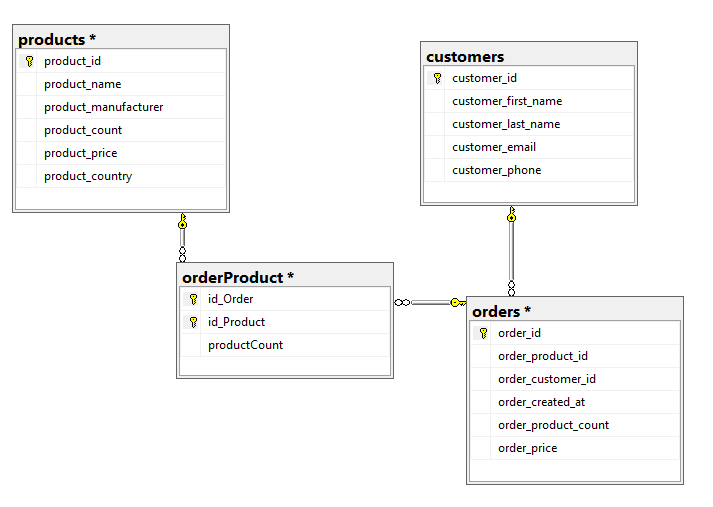 products *
product_id
product_name
product_manufacturer
product_count
product_price
product_country
customers
customer_id
customer_first_name
customer_last_name
customer_email
customer_phone
orderProduct *
id_Order
id_Product
productCount
orders *
order_id
order_product_id
order_customer_id
order_created_at
order_product_count
order_price